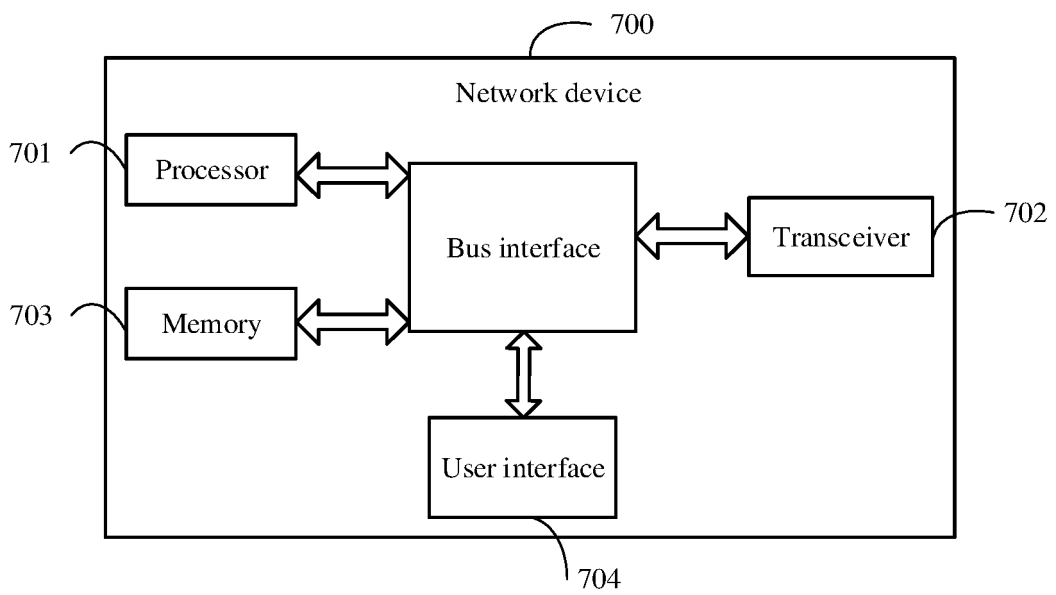 700
Network device
701
Processor
Bus interface
Transceiver
702
703
Memory
User interface
704